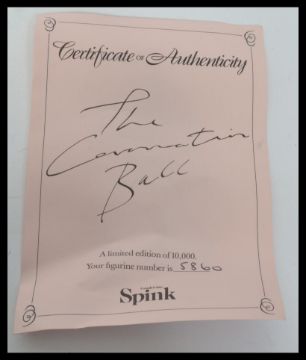 Certificate OF Authenticity
The
Coronation
Ball
A limited edition of 10,000.
Your figurine number is 5860
Spink